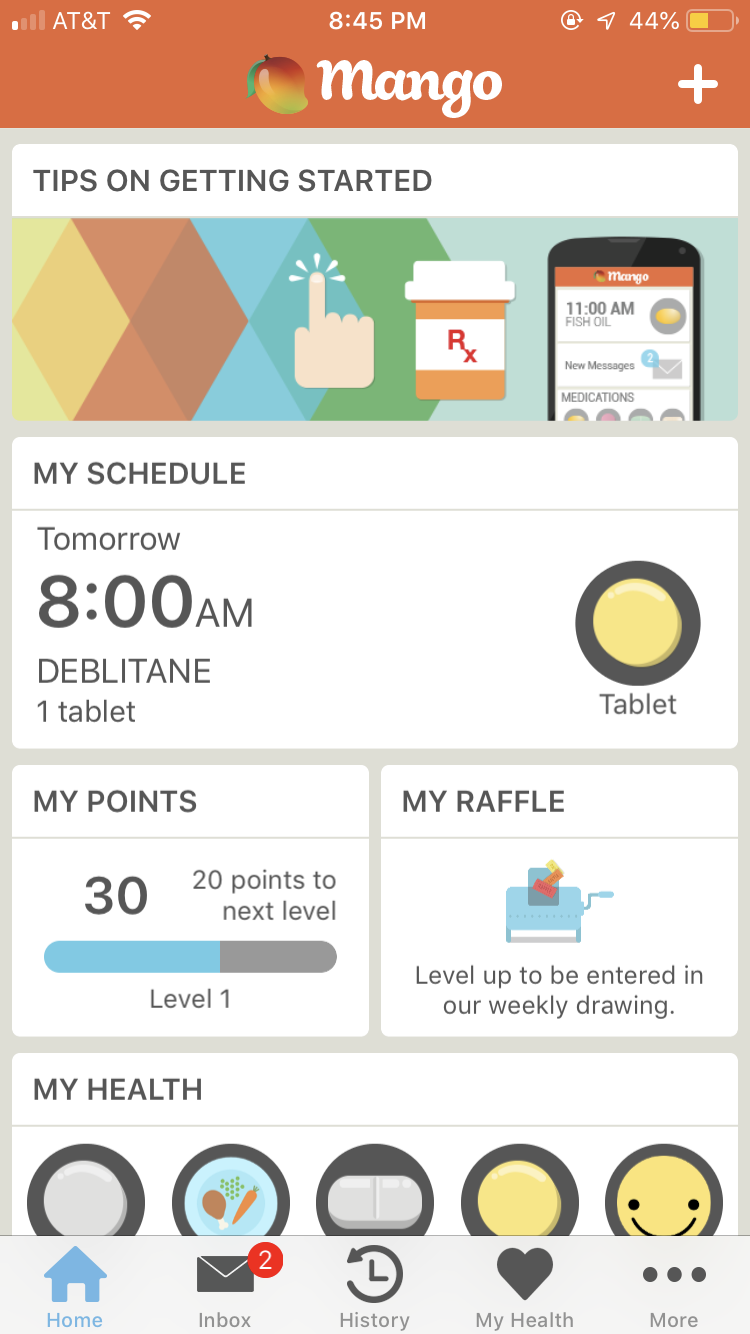 AT&T 8:45 PM 44%
Mango
TIPS ON GETTING STARTED
Rx
Mango
11:00 AM
FISH OIL
New Messages 2
MEDICATIONS
MY SCHEDULE
Tomorrow
8:00AM
DEBLITANE
1 tablet
Tablet
MY POINTS
30
20 points to
next level
Level 1
MY RAFFLE
Level up to be entered in
our weekly drawing.
MY HEALTH
2
Home Inbox History My Health More